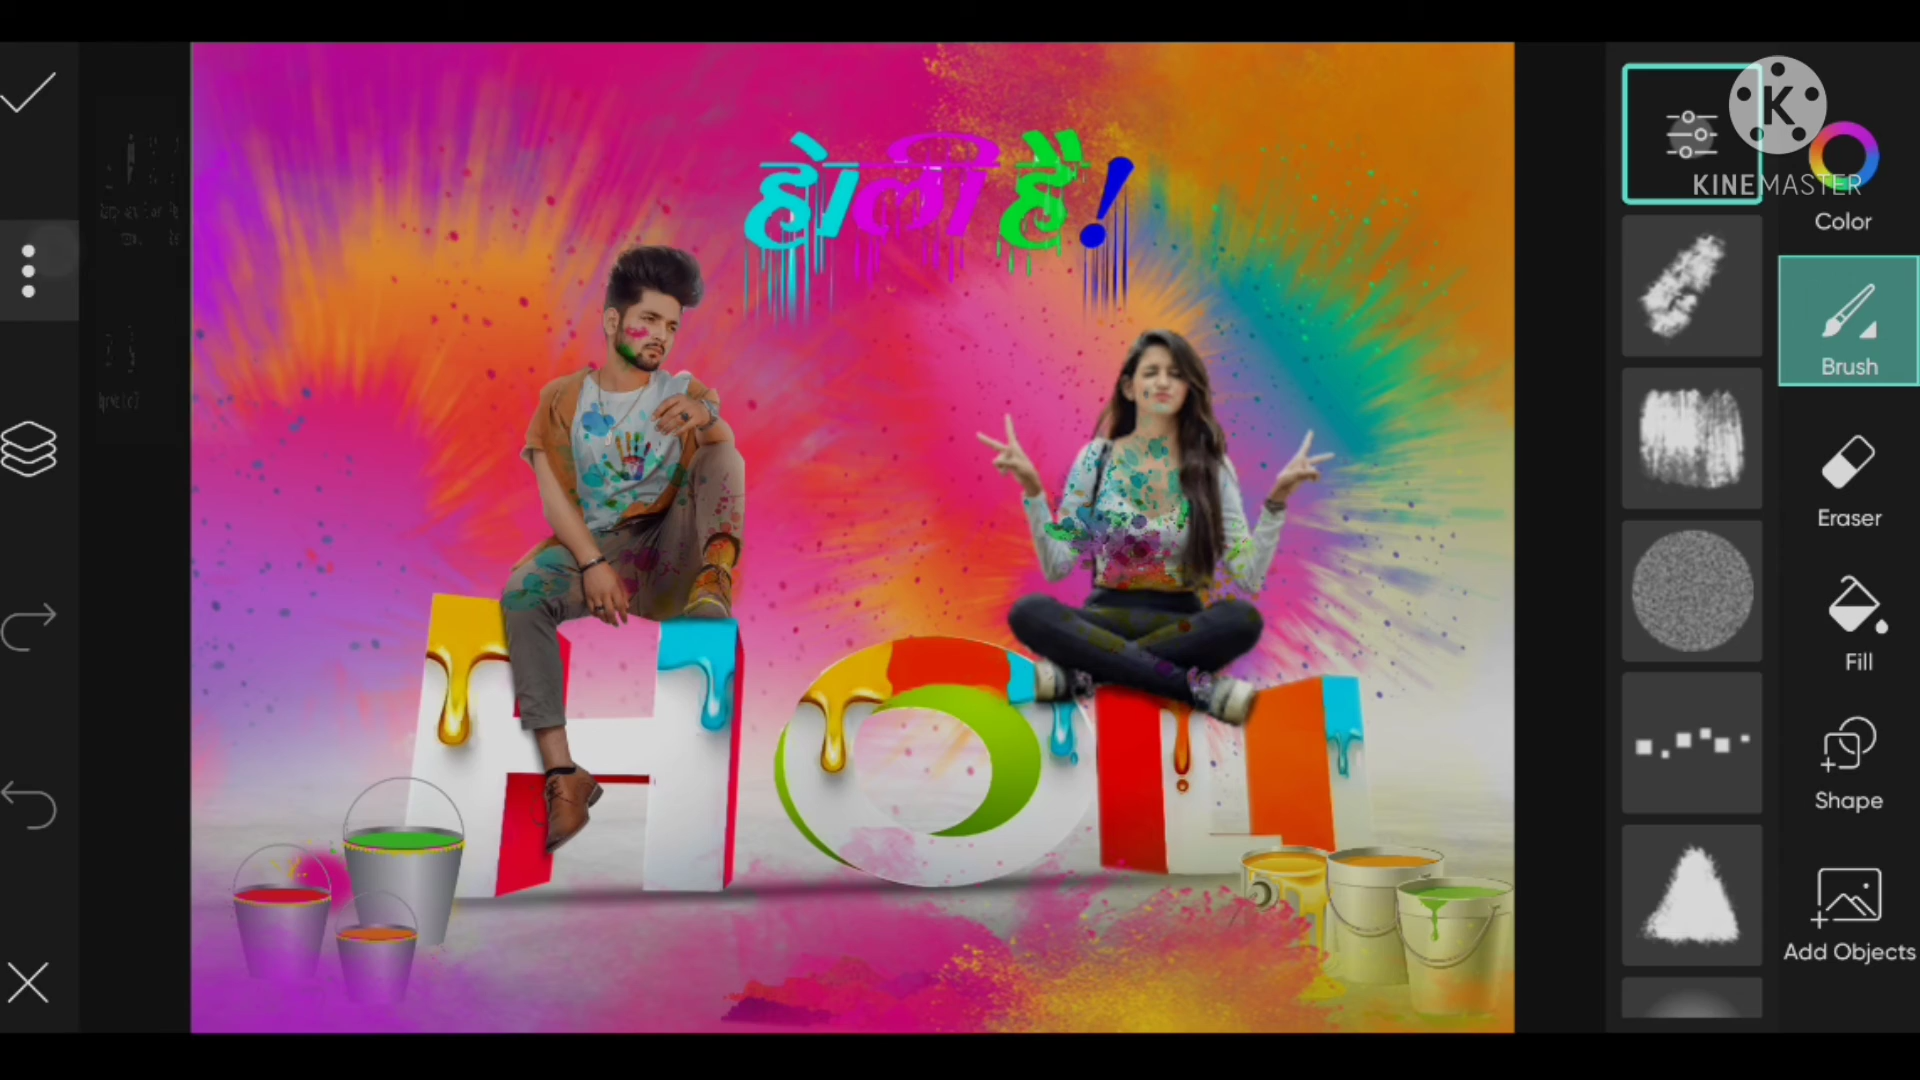 होली है!
HOLI
KINEMASTER
Color
Brush
Eraser
Fill
Shape
Add Objects